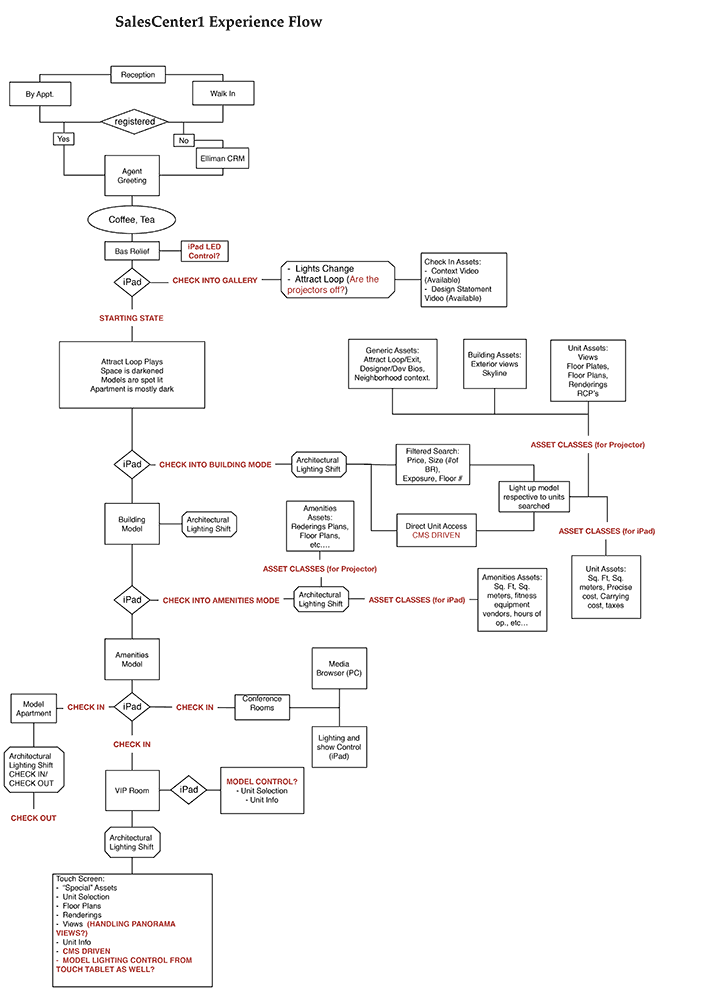 SalesCenter1 Experience Flow
Reception
By Appt.
Walk In
registered
Yes
No
Elliman CRM
Agent
Greeting
Coffee, Tea
Bas Relief
iPad LED
Control?
iPad
CHECK INTO GALLERY
- Lights Change
- Attract Loop (Are the
projectors off?)
Check In Assets:
- Context Video
(Available)
- Design Statement
Video (Available)
STARTING STATE
Attract Loop Plays
Space is darkened
Models are spot lit
Apartment is mostly dark
Generic Assets:
Attract Loop/Exit,
Designer/Dev Bios,
Neighborhood context.
Building Assets:
Exterior views
Skyline
Unit Assets:
Views
Floor Plates,
Floor Plans,
Renderings
RCP's
ASSET CLASSES (for Projector)
iPad
CHECK INTO BUILDING MODE
Architectural
Lighting Shift
Filtered Search:
Price, Size (#of
BR),
Exposure, Floor #
Light up model
respective to units
searched
Direct Unit Access
CMS DRIVEN
ASSET CLASSES (for iPad)
Unit Assets:
Sq. Ft, Sq.
meters, Precise
cost, Carrying
cost, taxes
Building
Model
Architectural
Lighting Shift
Amenities
Assets:
Rederings Plans,
Floor Plans,
etc....
ASSET CLASSES (for Projector)
iPad
CHECK INTO AMENITIES MODE
Architectural
Lighting Shift
ASSET CLASSES (for iPad)
Amenities Assets:
Sq. Ft, Sq.
meters, fitness
equipment
vendors, hours of
op., etc...
Amenities
Model
Model
Apartment
CHECK IN
iPad
CHECK IN
Conference
Rooms
Media
Browser (PC)
Lighting and
show Control
(iPad)
Architectural
Lighting Shift
CHECK IN/
CHECK OUT
CHECK OUT
CHECK IN
VIP Room
iPad
MODEL CONTROL?
- Unit Selection
- Unit Info
Architectural
Lighting Shift
Touch Screen:
- "Special" Assets
- Unit Selection
- Floor Plans
- Renderings
- Views (HANDLING PANORAMA
VIEWS?)
- Unit Info
- CMS DRIVEN
- MODEL LIGHTING CONTROL FROM
TOUCH TABLET AS WELL?